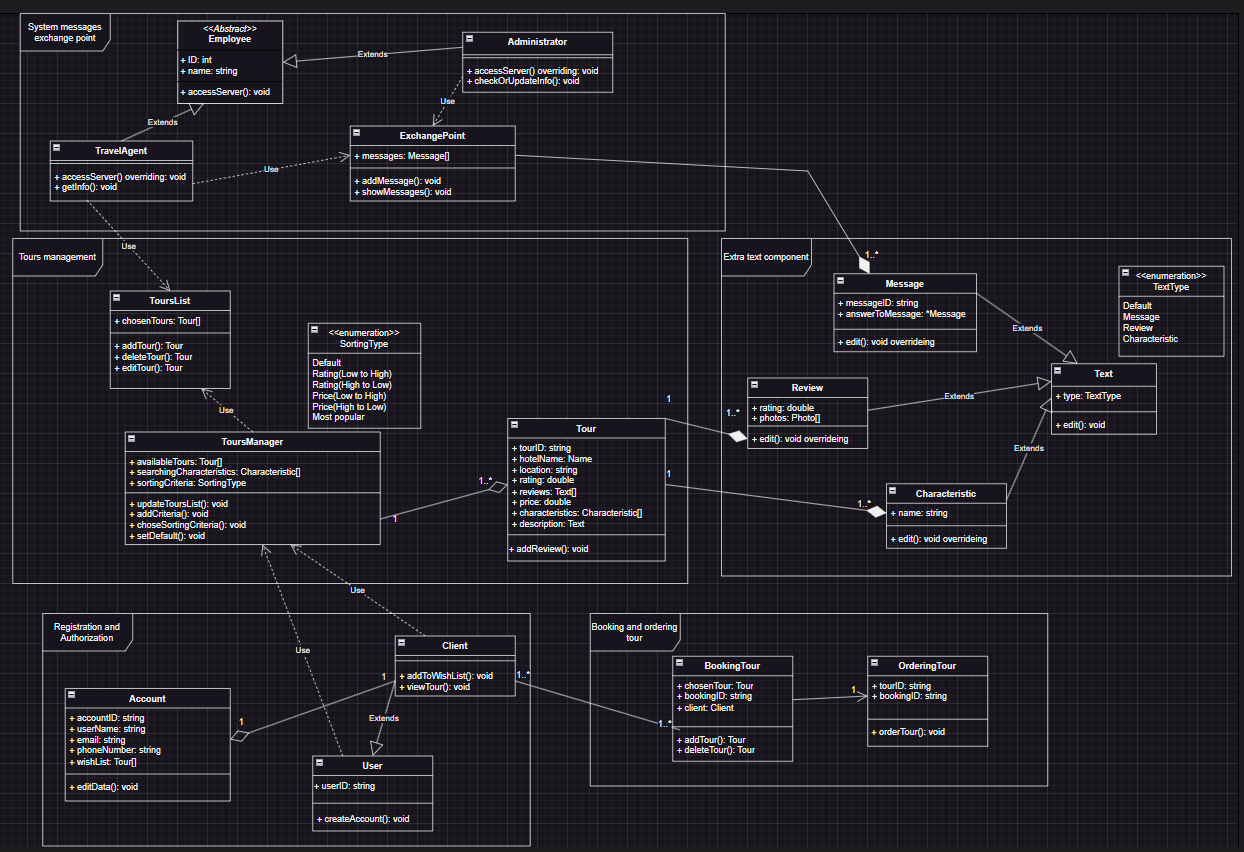 System messages
exchange point
<<Abstract>>
Employee
+ ID: int
+ name: string
+ accessServer(): void
Extends
Administrator
+ accessServer() overriding: void
+ checkOrUpdateInfo(): void
Use
Extends
TravelAgent
+ accessServer() overriding: void
+ getInfo(): void
Use
ExchangePoint
+ messages: Message[]
+ addMessage(): void
+ showMessages(): void
Tours management
Use
ToursList
+ chosenTours: Tour[]
+ addTour(): Tour
+ deleteTour(): Tour
+ editTour(): Tour
<<enumeration>>
SortingType
Default
Rating(Low to High)
Rating(High to Low)
Price(Low to High)
Price(High to Low)
Most popular
Use
ToursManager
+ availableTours: Tour[]
+ searchingCharacteristics: Characteristic[]
+ sortingCriteria: SortingType
+ updateToursList(): void
+ addCriteria(): void
+ choseSortingCriteria(): void
+ setDefault(): void
1
1..*
Tour
+ tourID: string
+ hotelName: Name
+ location: string
+ rating: double
+ reviews: Text[]
+ price: double
+ characteristics: Characteristic[]
+ description: Text
+ addReview(): void
1
1
Extra text component
1..*
Message
+ messageID: string
+ answerToMessage: *Message
+ edit(): void overrideing
<<enumeration>>
TextType
Default
Message
Review
Characteristic
Extends
1..*
Review
+ rating: double
+ photos: Photo[]
+ edit(): void overrideing
Extends
Text
+ type: TextType
+ edit(): void
Extends
1..*
Characteristic
+ name: string
+ edit(): void overrideing
Registration and
Authorization
Use
Use
Client
+ addToWishList(): void
+ viewTour(): void
1
1..*
Account
+ accountID: string
+ userName: string
+ email: string
+ phoneNumber: string
+ wishList: Tour[]
+ editData(): void
1
Extends
User
+ userID: string
+ createAccount(): void
Booking and ordering
tour
1..*
BookingTour
+ chosenTour: Tour
+ bookingID: string
+ client: Client
+ addTour(): Tour
+ deleteTour(): Tour
1
OrderingTour
+ tourID: string
+ bookingID: string
+ orderTour(): void